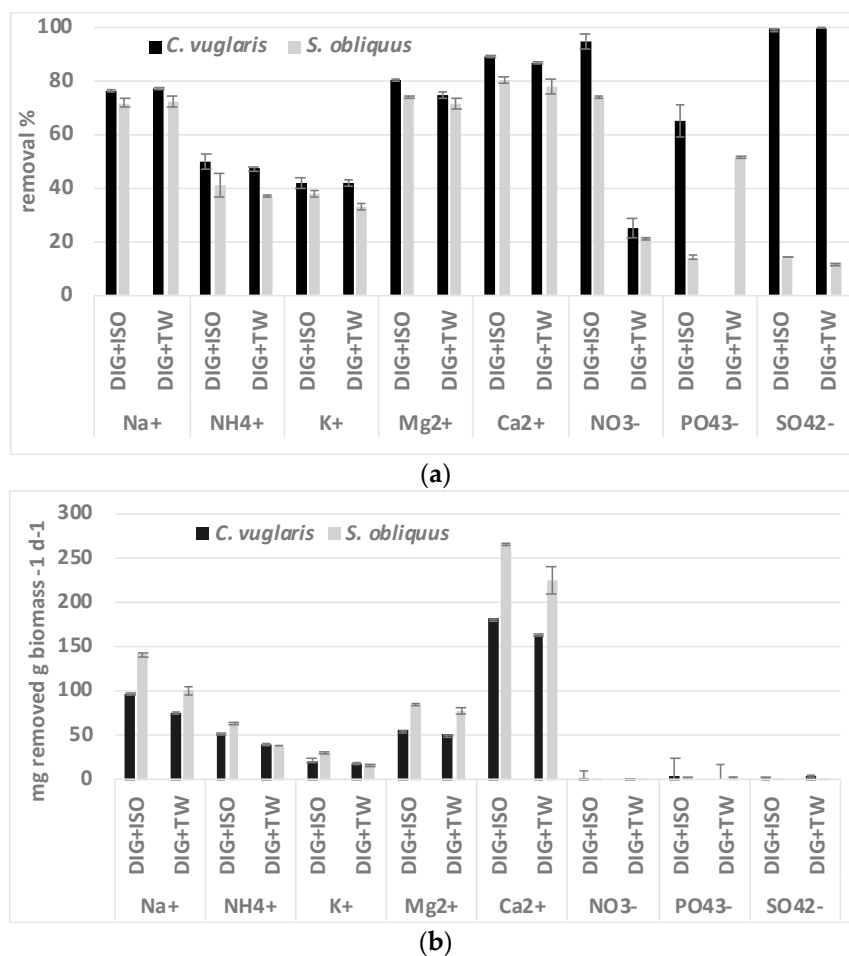 C. vuglaris S. obliquus
removal %
100
80
60
40
20
0
DIG+ISO DIG+TW DIG+ISO DIG+TW DIG+ISO DIG+TW DIG+ISO DIG+TW DIG+ISO DIG+TW DIG+ISO DIG+TW DIG+ISO DIG+TW DIG+ISO DIG+TW
Na+ NH4+ K+ Mg2+ Ca2+ NO3- PO43- SO42-
(a)
C. vuglaris S. obliquus
mg removed g biomass -1 d-1
300
250
200
150
100
50
0
DIG+ISO DIG+TW DIG+ISO DIG+TW DIG+ISO DIG+TW DIG+ISO DIG+TW DIG+ISO DIG+TW DIG+ISO DIG+TW DIG+ISO DIG+TW DIG+ISO DIG+TW
Na+ NH4+ K+ Mg2+ Ca2+ NO3- PO43- SO42-
(b)